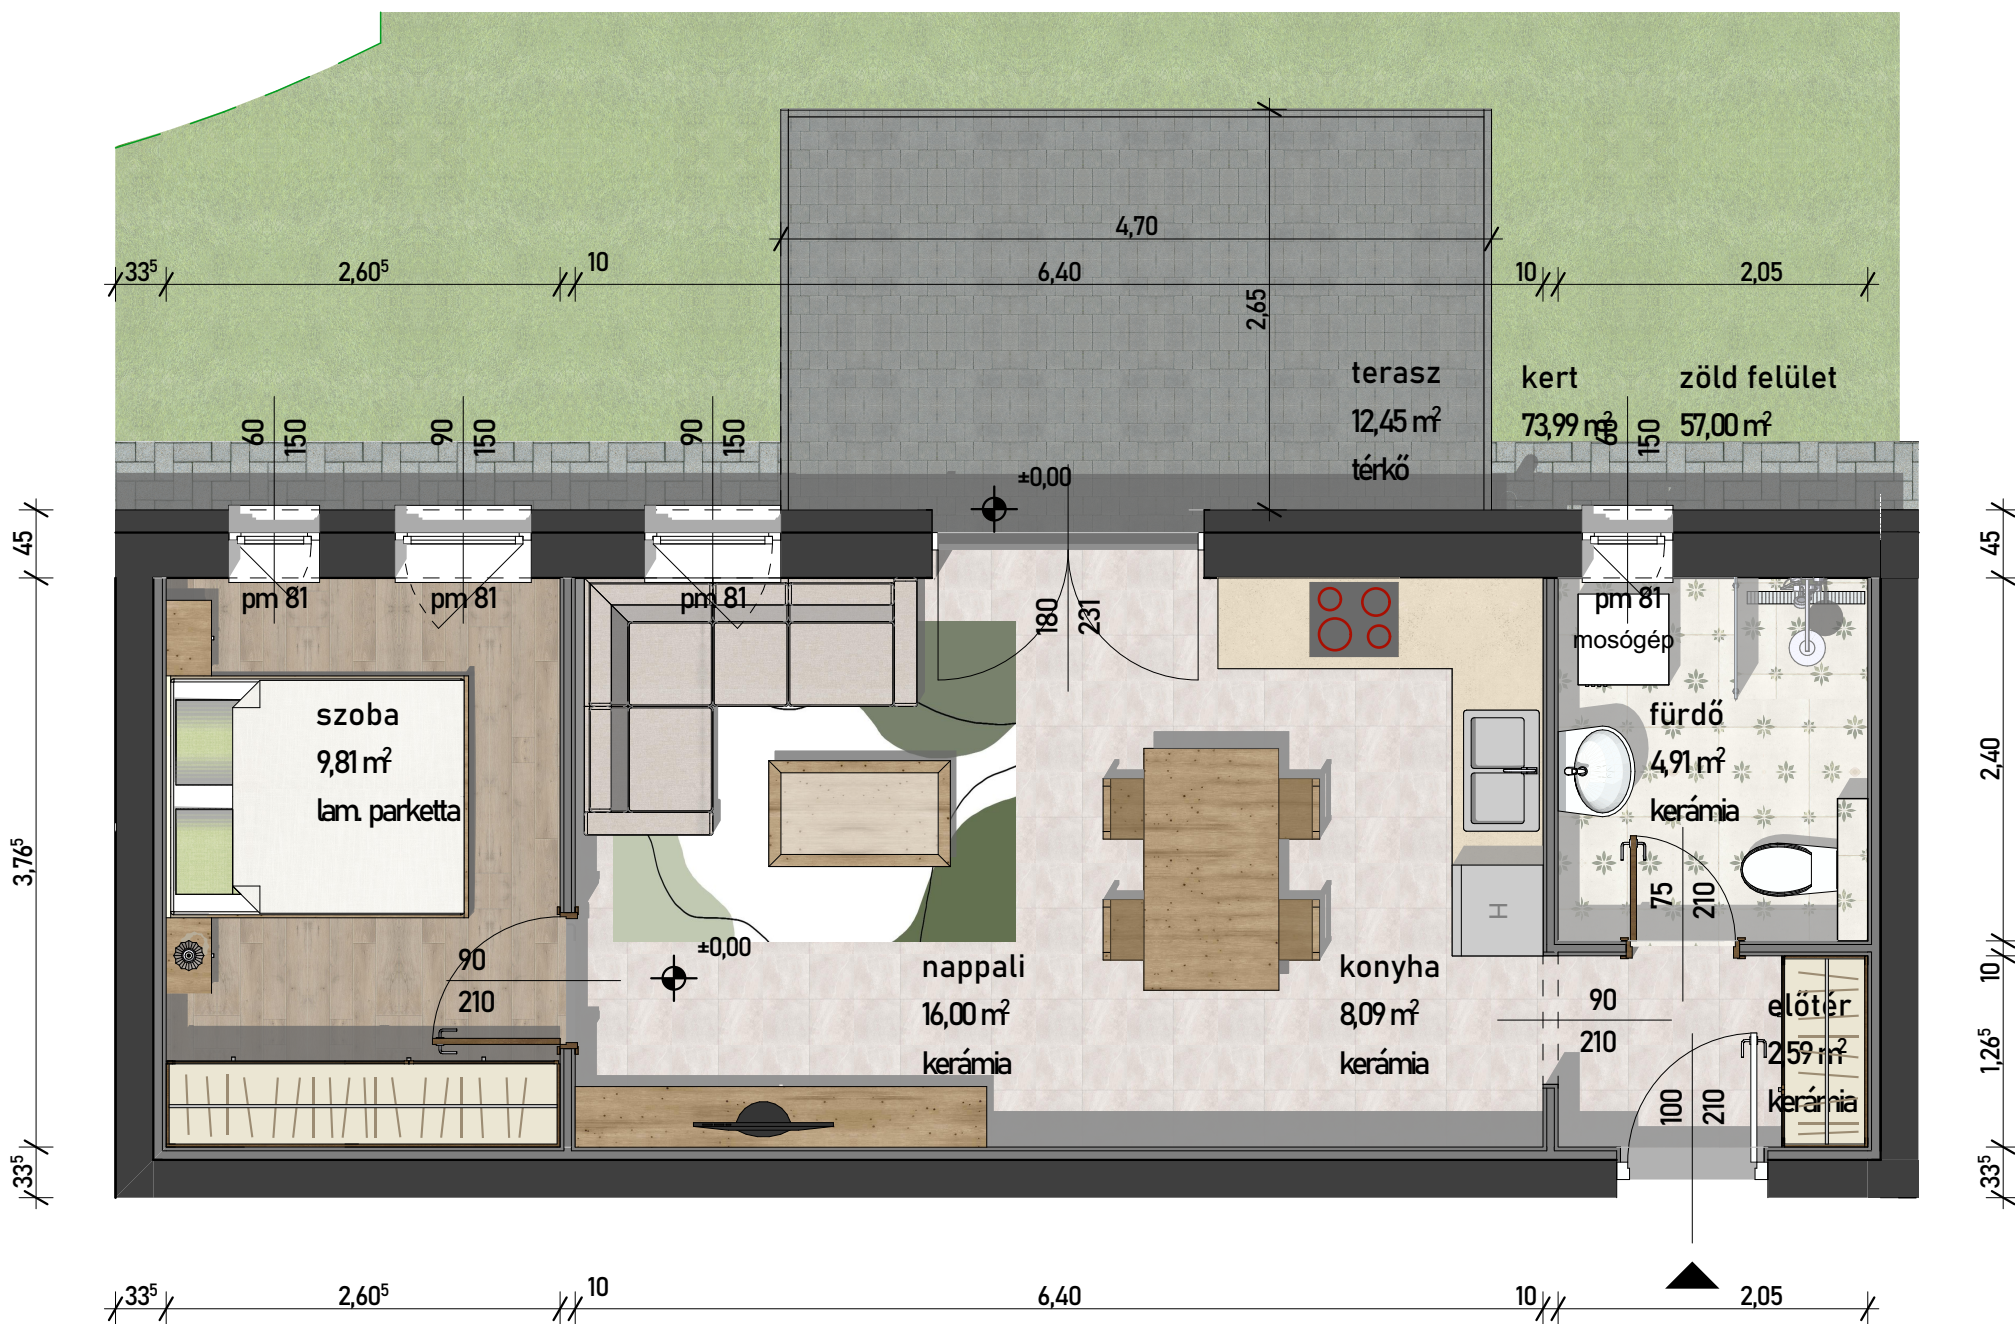 4,70
33⁵
2,60⁵
10
6,40
10
2,05
2,65
terasz
12,45 m²
térkő
kert
73,99 m²
zöld felület
57,00 m²
60
150
90
150
90
150
60
150
±0,00
45
45
pm 81
pm 81
pm 81
pm 81
180
231
mosógép
szoba
9,81 m²
lam. parketta
fürdő
4,91 m²
kerámia
2,40
3,76⁵
75
210
H
±0,00
90
210
nappali
16,00 m²
kerámia
konyha
8,09 m²
kerámia
90
210
előtér
2,59 m²
kerámia
10
1,26⁵
100
210
33⁵
33⁵
33⁵
2,60⁵
10
6,40
10
2,05